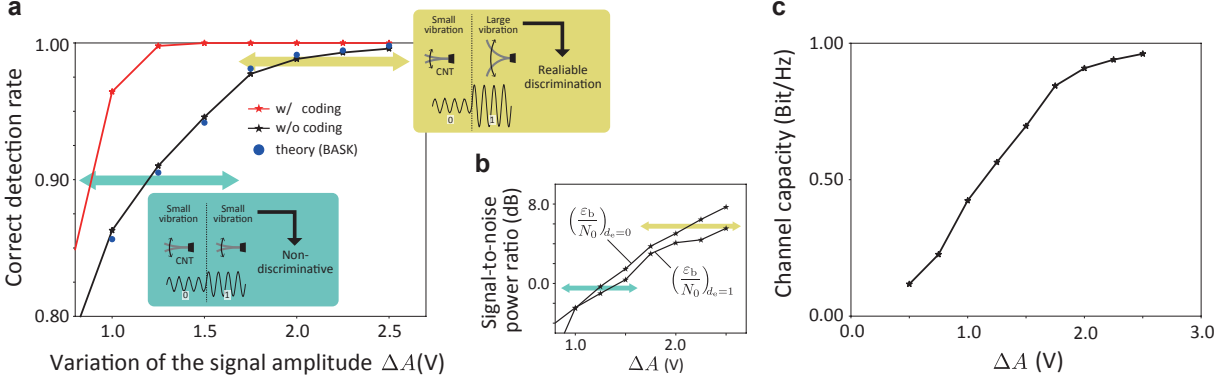 a
1.00
0.90
0.80
Correct detection rate
1.0
1.5
2.0
2.5
Variation of the signal amplitude ΔA(V)
w/ coding
w/o coding
theory (BASK)
Small vibration
Large vibration
CNT
Realiable
discrimination
0
1
Small vibration
Small vibration
CNT
Non-
discriminative
0
1
b
8.0
0.0
Signal-to-noise
power ratio (dB)
(εb/N0)de=0
(εb/N0)de=1
1.0
1.5
2.0
2.5
ΔA (V)
c
1.00
0.50
0.00
Channel capacity (Bit/Hz)
0.0
1.0
2.0
3.0
ΔA (V)